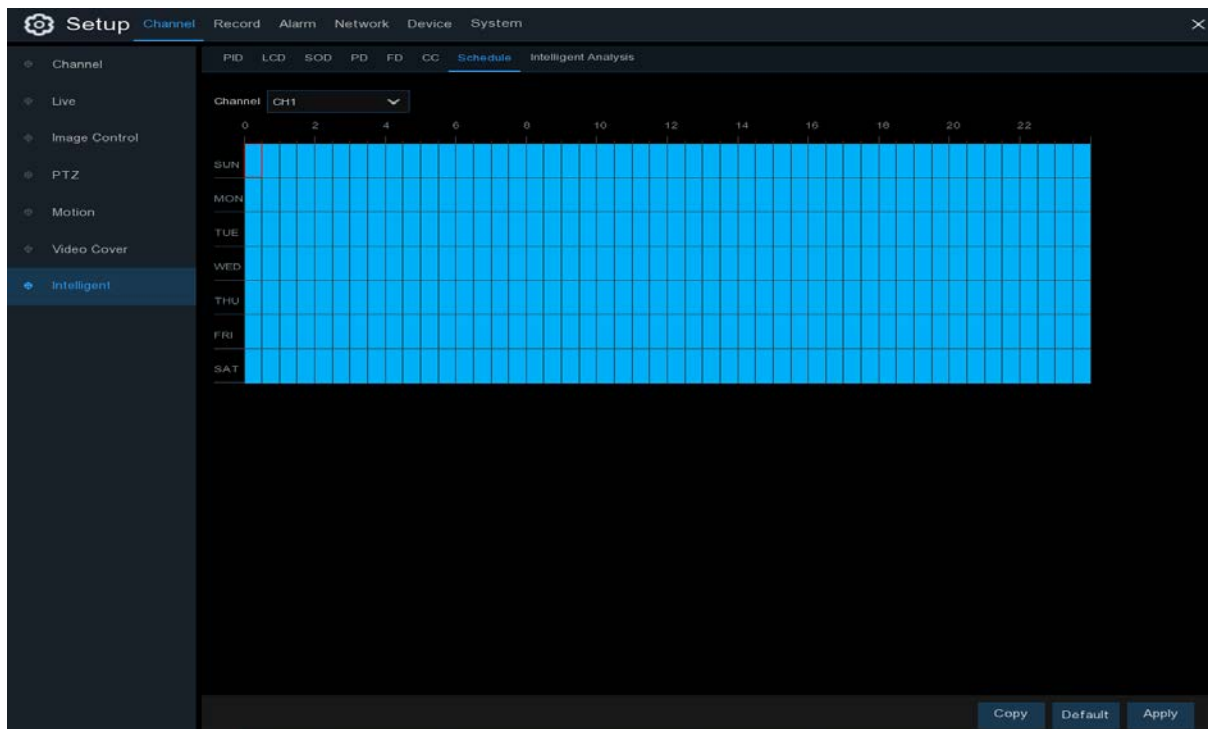 Setup Channel Record Alarm Network Device System
PID LCD SOD PD FD CC Schedule Intelligent Analysis
Channel
Live
Image Control
PTZ
Motion
Video Cover
Intelligent
Channel CH1
0 2 4 6 8 10 12 14 16 18 20 22
SUN
MON
TUE
WED
THU
FRI
SAT
Copy Default Apply